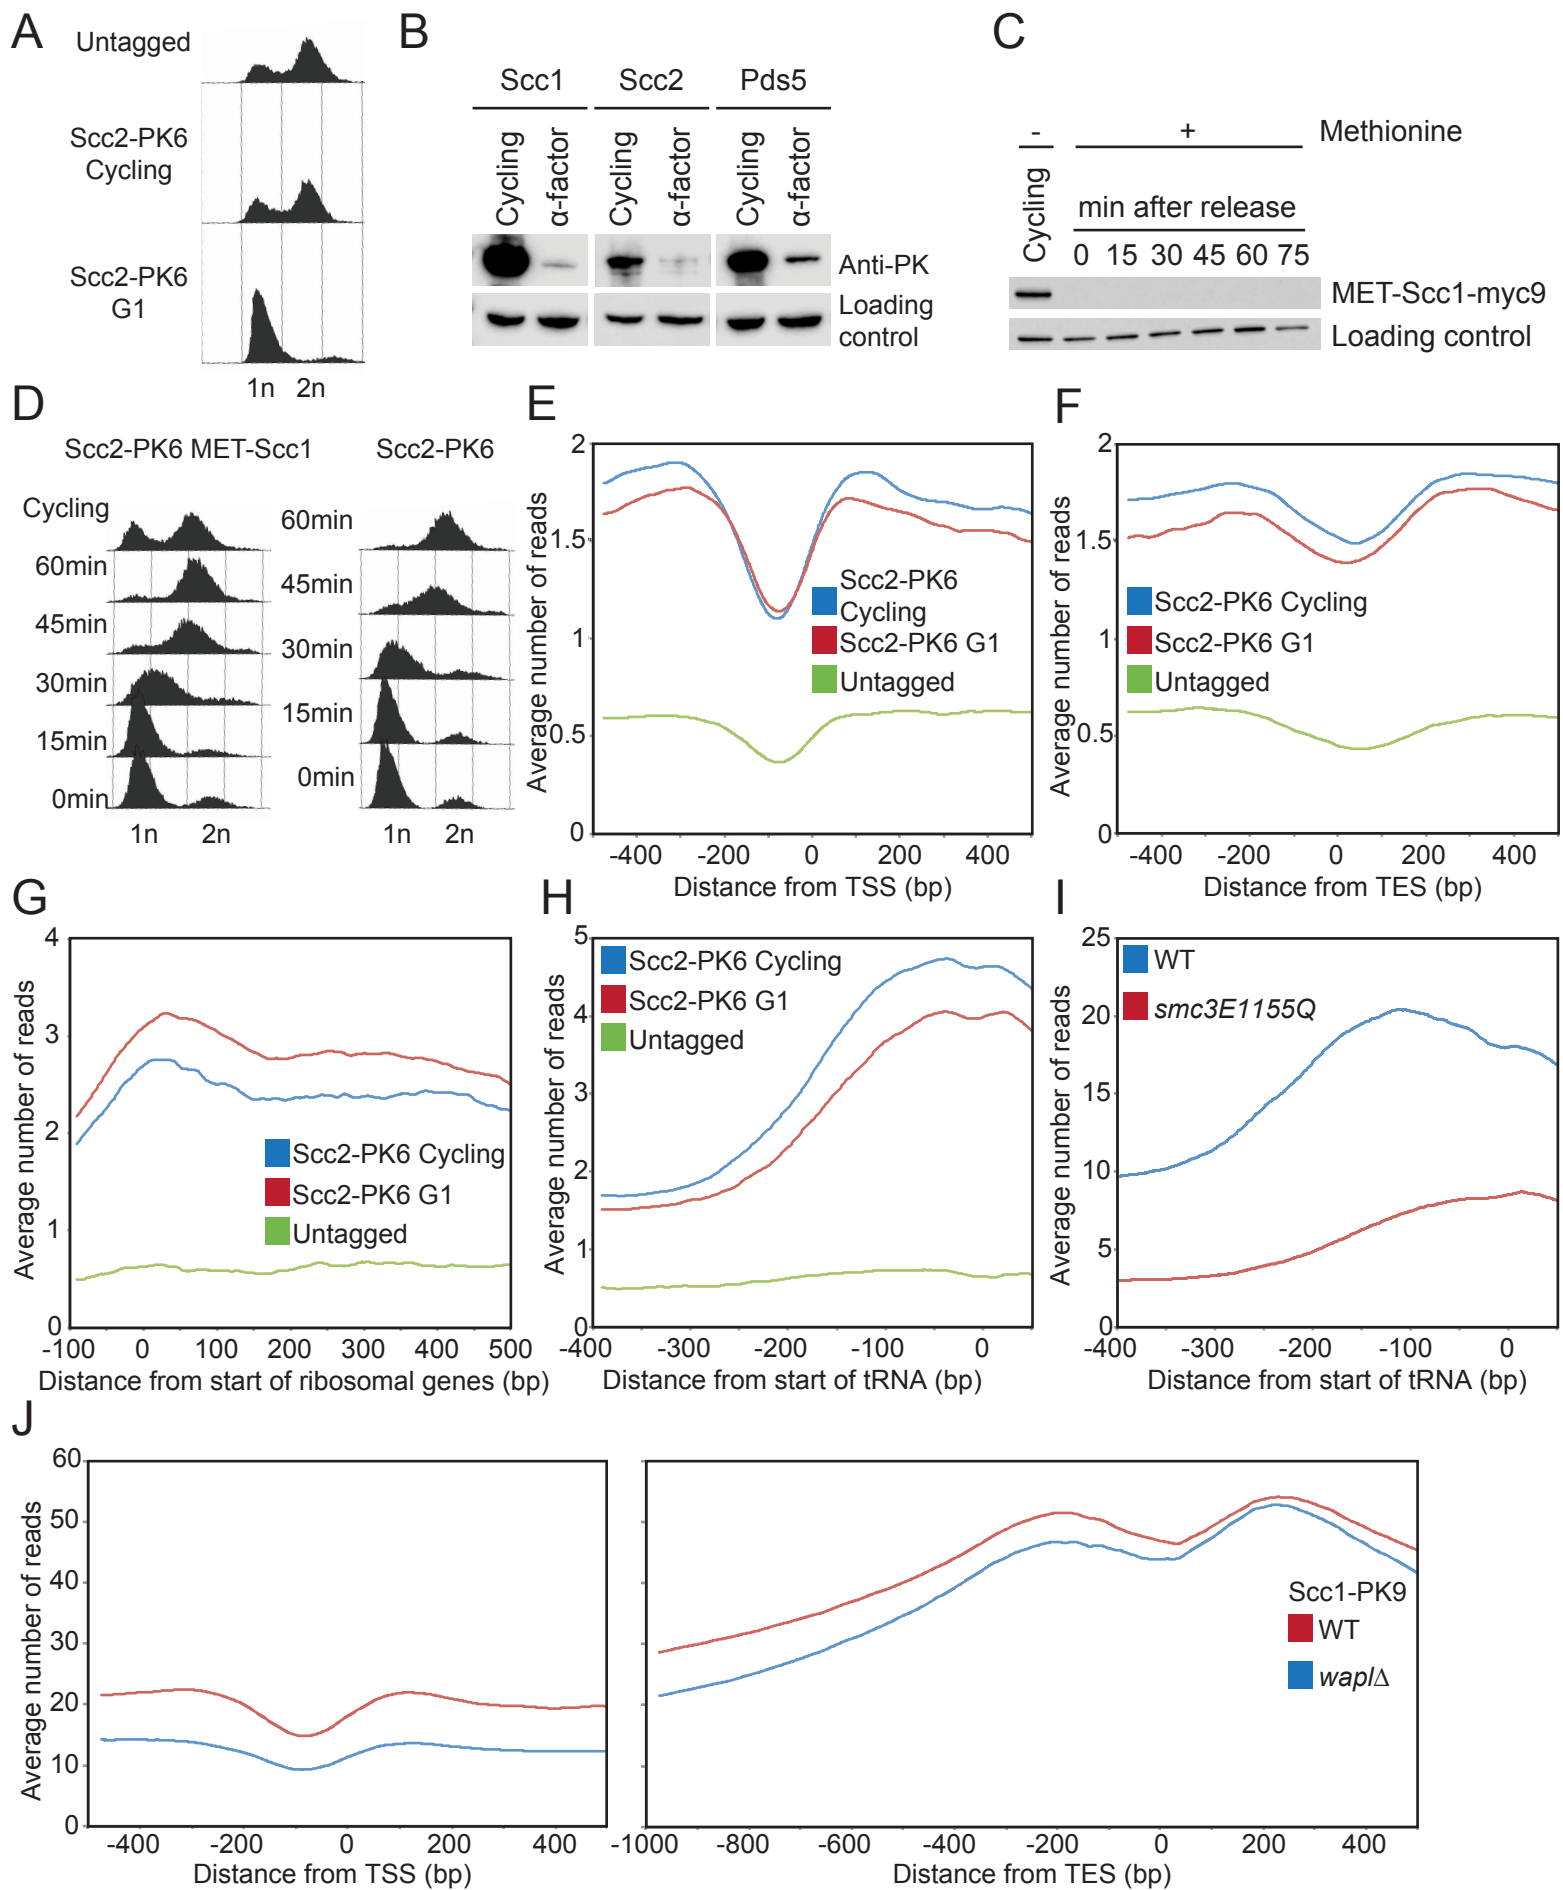 A
Untagged
Scc2-PK6
Cycling
Scc2-PK6
G1
1n 2n
B
Scc1 Scc2 Pds5
Cycling α-factor Cycling α-factor Cycling α-factor
Anti-PK
Loading
control
C
- + Methionine
Cycling
min after release
0 15 30 45 60 75
MET-Scc1-myc9
Loading control
D
Scc2-PK6 MET-Scc1
Cycling
60min
45min
30min
15min
0min
1n 2n
Scc2-PK6
60min
45min
30min
15min
0min
1n 2n
E
Average number of reads
2
1.5
1
0.5
0
Scc2-PK6
Cycling
Scc2-PK6 G1
Untagged
-400 -200 0 200 400
Distance from TSS (bp)
F
Average number of reads
2
1.5
1
0.5
0
Scc2-PK6 Cycling
Scc2-PK6 G1
Untagged
-400 -200 0 200 400
Distance from TES (bp)
G
Average number of reads
4
3
2
1
0
Scc2-PK6 Cycling
Scc2-PK6 G1
Untagged
-100 0 100 200 300 400 500
Distance from start of ribosomal genes (bp)
H
Average number of reads
5
4
3
2
1
0
Scc2-PK6 Cycling
Scc2-PK6 G1
Untagged
-400 -300 -200 -100 0
Distance from start of tRNA (bp)
I
Average number of reads
25
20
15
10
5
0
WT
smc3E1155Q
-400 -300 -200 -100 0
Distance from start of tRNA (bp)
J
Average number of reads
60
50
40
30
20
10
0
-400 -200 0 200 400
Distance from TSS (bp)
Scc1-PK9
WT
waplΔ
-1000 -800 -600 -400 -200 0 200 400
Distance from TES (bp)